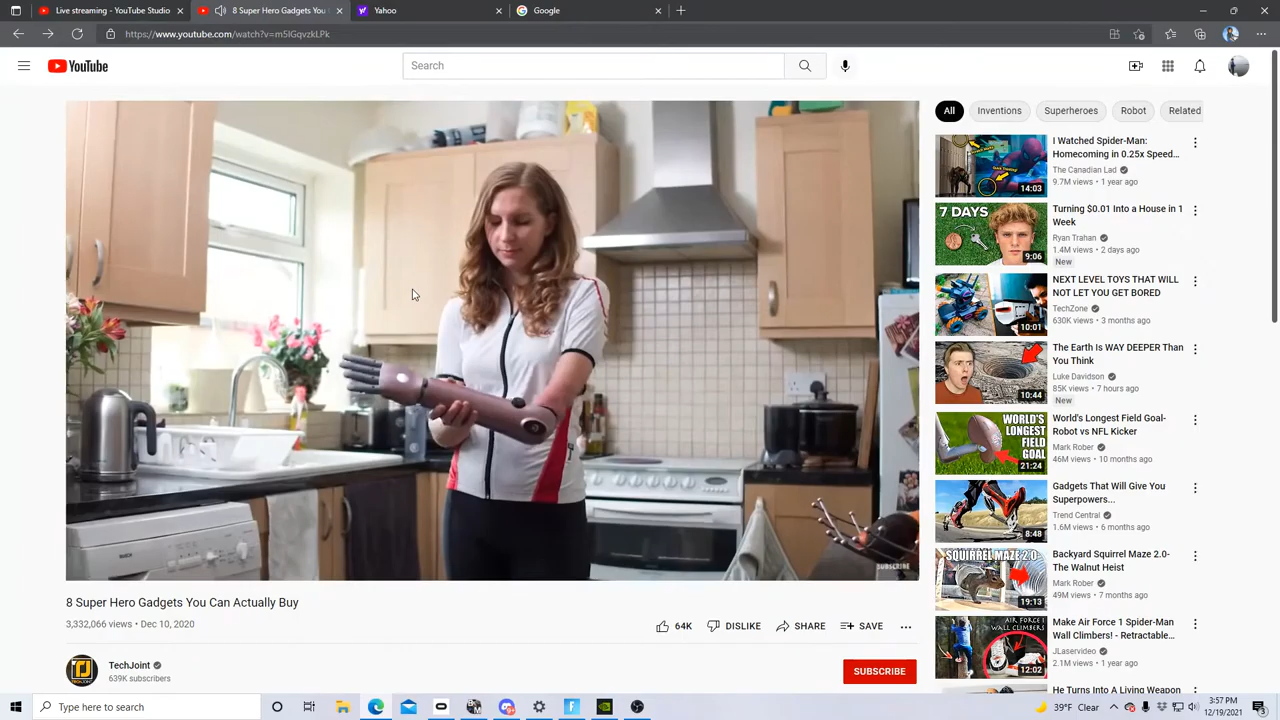 Live streaming - YouTube Studio
8 Super Hero Gadgets You
Yahoo
Google
https://www.youtube.com/watch?v=m5lGqvzkLPk
YouTube
Search
All
Inventions
Superheroes
Robot
Related
SUBSCRIBE
8 Super Hero Gadgets You Can Actually Buy
3,332,066 views • Dec 10, 2020
64K
DISLIKE
SHARE
SAVE
TechJoint
639K subscribers
SUBSCRIBE
14:03
I Watched Spider-Man:
Homecoming in 0.25x Speed...
The Canadian Lad
9.7M views • 1 year ago
7 DAYS
9:06
Turning $0.01 Into a House in 1
Week
Ryan Trahan
1.4M views • 2 days ago
New
10:01
NEXT LEVEL TOYS THAT WILL
NOT LET YOU GET BORED
TechZone
630K views • 3 months ago
10:44
The Earth Is WAY DEEPER Than
You Think
Luke Davidson
85K views • 7 hours ago
New
WORLD'S
LONGEST
FIELD
GOAL
21:24
World's Longest Field Goal-
Robot vs NFL Kicker
Mark Rober
46M views • 10 months ago
8:48
Gadgets That Will Give You
Superpowers...
Trend Central
1.6M views • 6 months ago
SQUIRREL MAZE 2.0
19:13
Backyard Squirrel Maze 2.0-
The Walnut Heist
Mark Rober
49M views • 7 months ago
AIR FORCE 1
WALL CLIMBERS
12:02
Make Air Force 1 Spider-Man
Wall Climbers! - Retractable...
JLaservideo
2.1M views • 1 year ago
He Turns Into A Living Weapon
Type here to search
39°F Clear
3:57 PM
12/19/2021